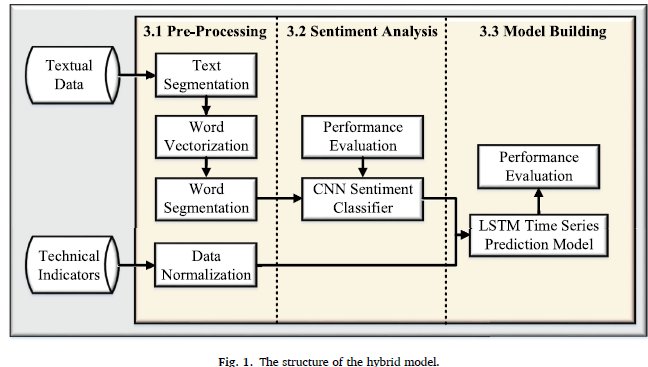 3.1 Pre-Processing
3.2 Sentiment Analysis
3.3 Model Building
Textual
Data
Text
Segmentation
Word
Vectorization
Word
Segmentation
Performance
Evaluation
CNN Sentiment
Classifier
Performance
Evaluation
LSTM Time Series
Prediction Model
Technical
Indicators
Data
Normalization
Fig. 1. The structure of the hybrid model.